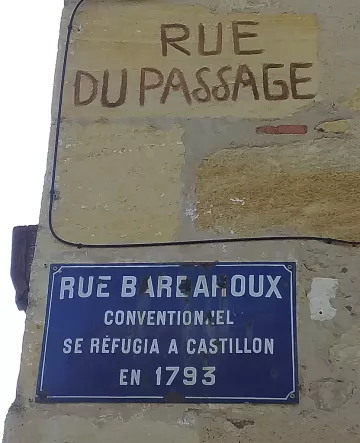 RUE
DU PASSAGE
RUE BARBAROUX
CONVENTIONNEL
SE RÉFUGIA A CASTILLON
EN 1793